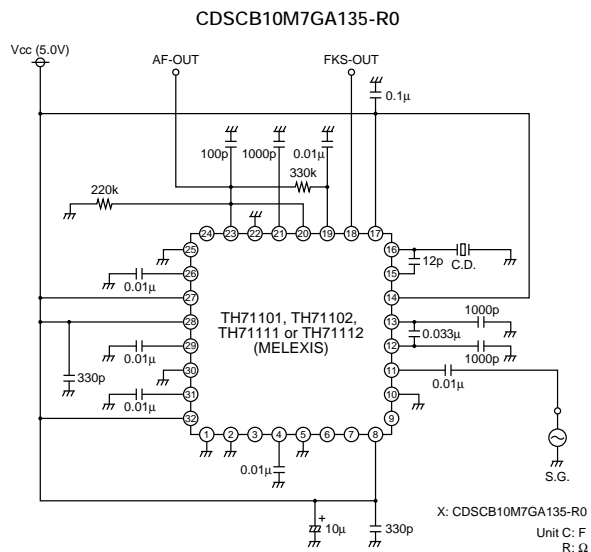 CDSCB10M7GA135-R0
Vcc (5.0V)
AF-OUT
FKS-OUT
0.1μ
100p
1000p
0.01μ
330k
220k
24
23
22
21
20
19
18
17
25
26
27
28
29
30
31
32
16
15
14
13
12
11
10
9
12p
C.D.
0.01μ
TH71101, TH71102,
TH71111 or TH71112
(MELEXIS)
1000p
0.033μ
1000p
0.01μ
0.01μ
330p
0.01μ
1
2
3
4
5
6
7
8
0.01μ
S.G.
+
10μ
330p
X: CDSCB10M7GA135-R0
Unit C: F
R: Ω